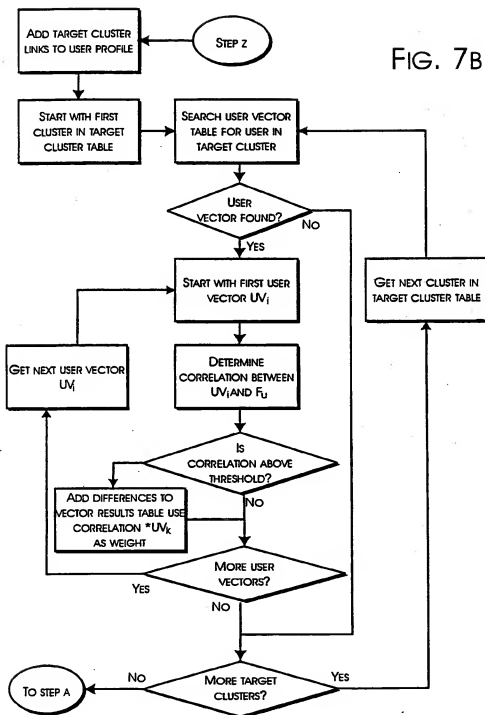 FIG. 7B
STEP Z
ADD TARGET CLUSTER
LINKS TO USER PROFILE
START WITH FIRST
CLUSTER IN TARGET
CLUSTER TABLE
SEARCH USER VECTOR
TABLE FOR USER IN
TARGET CLUSTER
USER
VECTOR FOUND?
NO
YES
START WITH FIRST USER
VECTOR UVi
GET NEXT CLUSTER IN
TARGET CLUSTER TABLE
GET NEXT USER VECTOR
UVi
DETERMINE
CORRELATION BETWEEN
UVi AND FU
IS
CORRELATION ABOVE
THRESHOLD?
NO
ADD DIFFERENCES TO
VECTOR RESULTS TABLE USE
CORRELATION *UVk
AS WEIGHT
MORE USER
VECTORS?
YES
NO
MORE TARGET
CLUSTERS?
NO
YES
TO STEP A